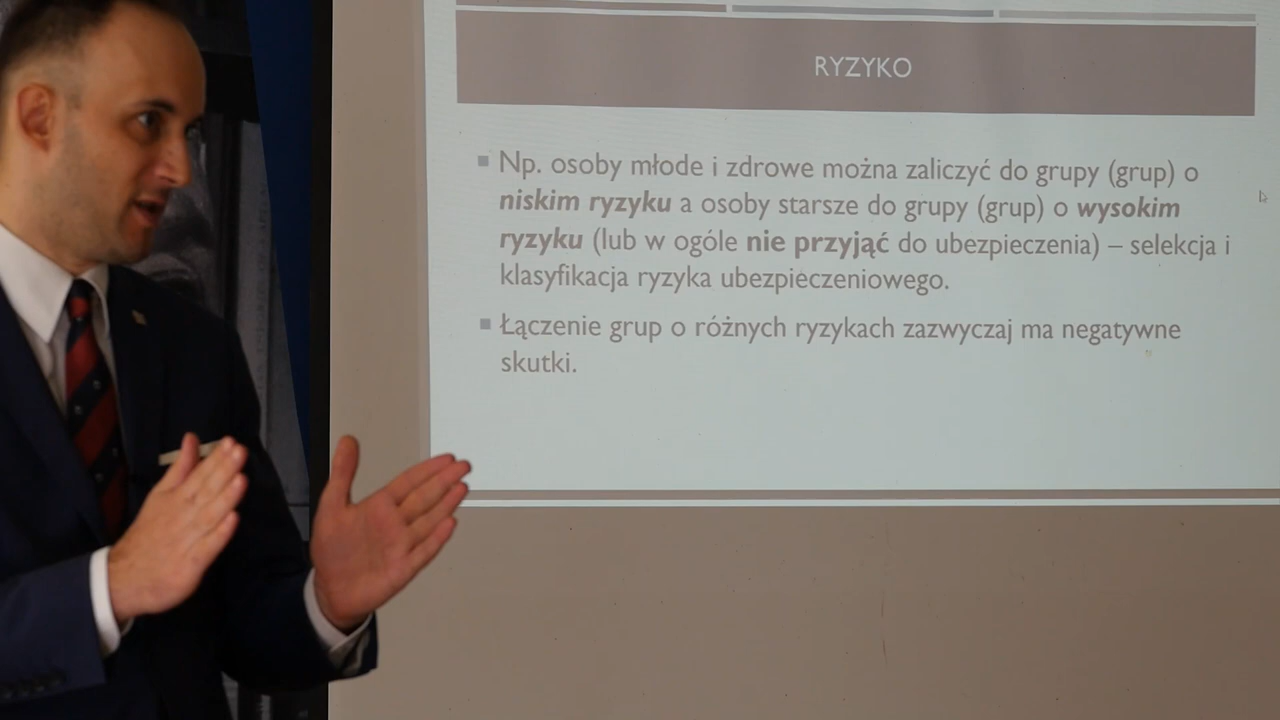 RYZYKO
Np. osoby młode i zdrowe można zaliczyć do grupy (grup) o
niskim ryzyku a osoby starsze do grupy (grup) o wysokim
ryzyku (lub w ogóle nie przyjąć do ubezpieczenia) – selekcja i
klasyfikacja ryzyka ubezpieczeniowego.
Łączenie grup o różnych ryzykach zazwyczaj ma negatywne
skutki.